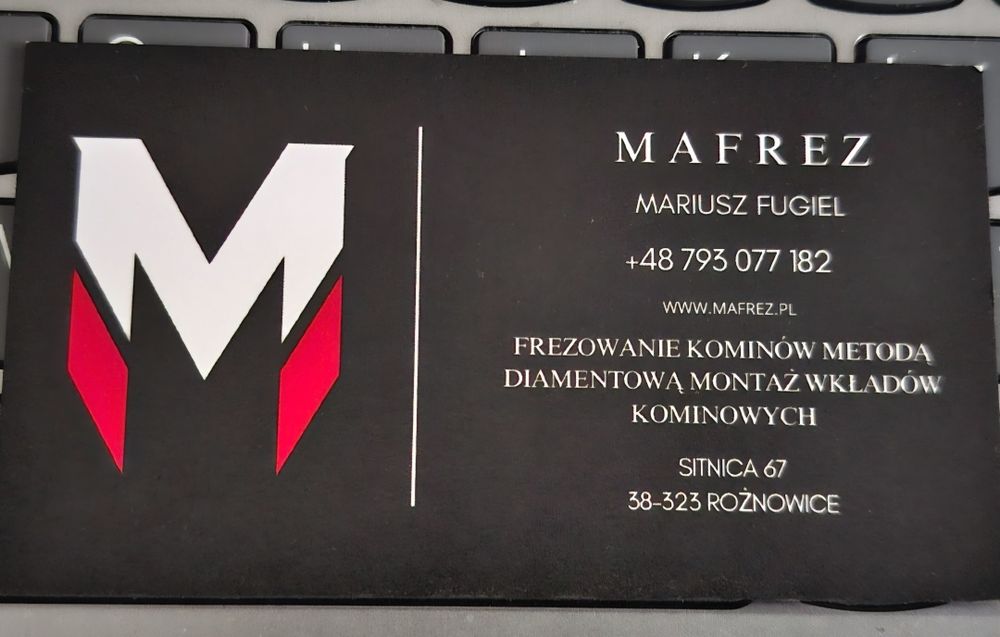 M
MAFREZ
MARIUSZ FUGIEL
+48 793 077 182
WWW.MAFREZ.PL
FREZOWANIE KOMINÓW METODĄ
DIAMENTOWĄ MONTAŻ WKŁADÓW
KOMINOWYCH
SITNICA 67
38-323 ROŻNOWICE